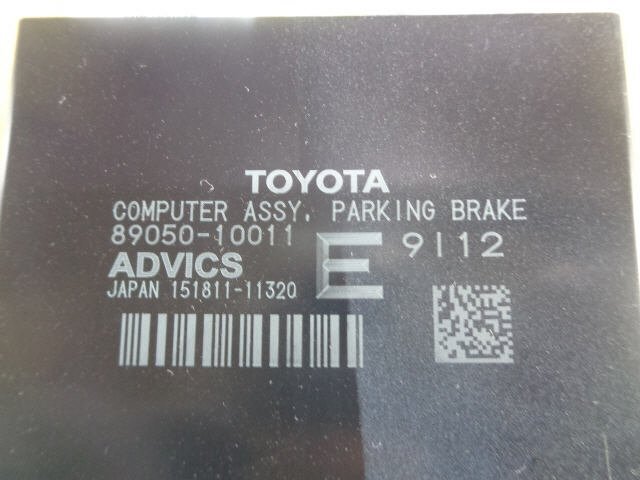 TOYOTA
COMPUTER ASSY, PARKING BRAKE
89050-10011
E
9112
ADVICS
JAPAN 151811-11320